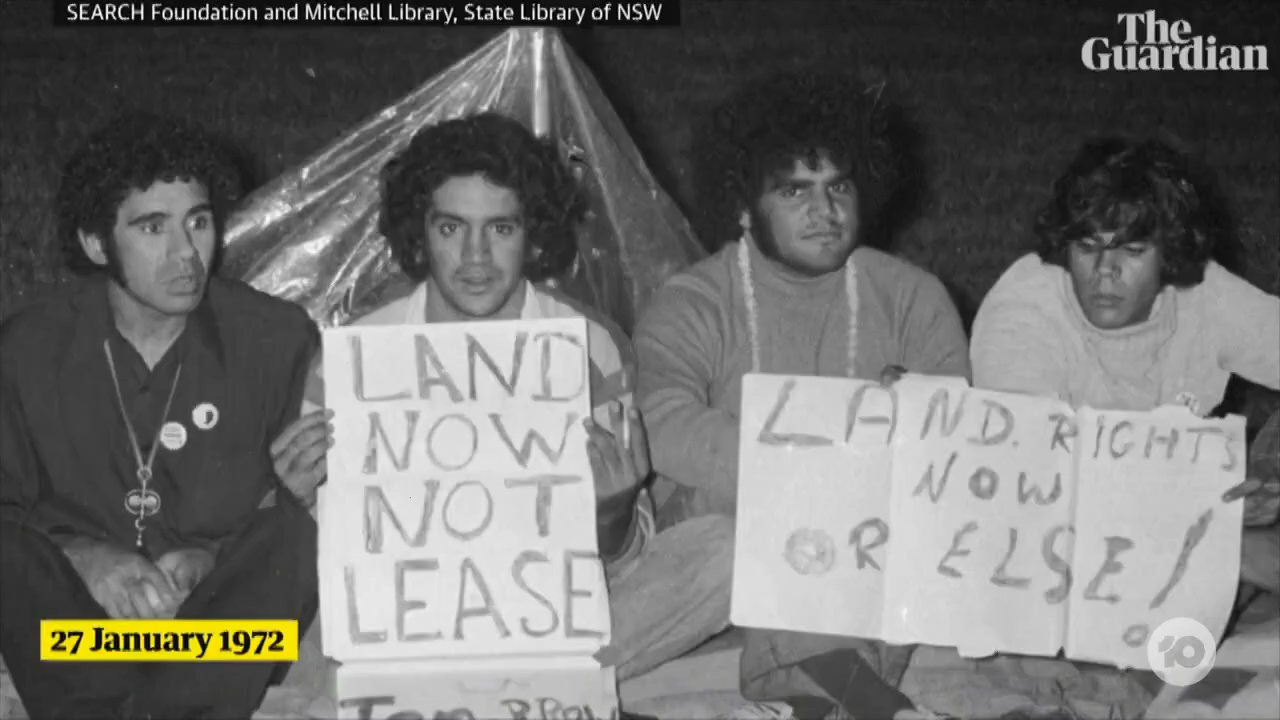 SEARCH Foundation and Mitchell Library, State Library of NSW
The
Guardian
LAND
NOW
NOT
LEASE
LAND. RIGHTS
NOW
OR ELSE!
27 January 1972
10